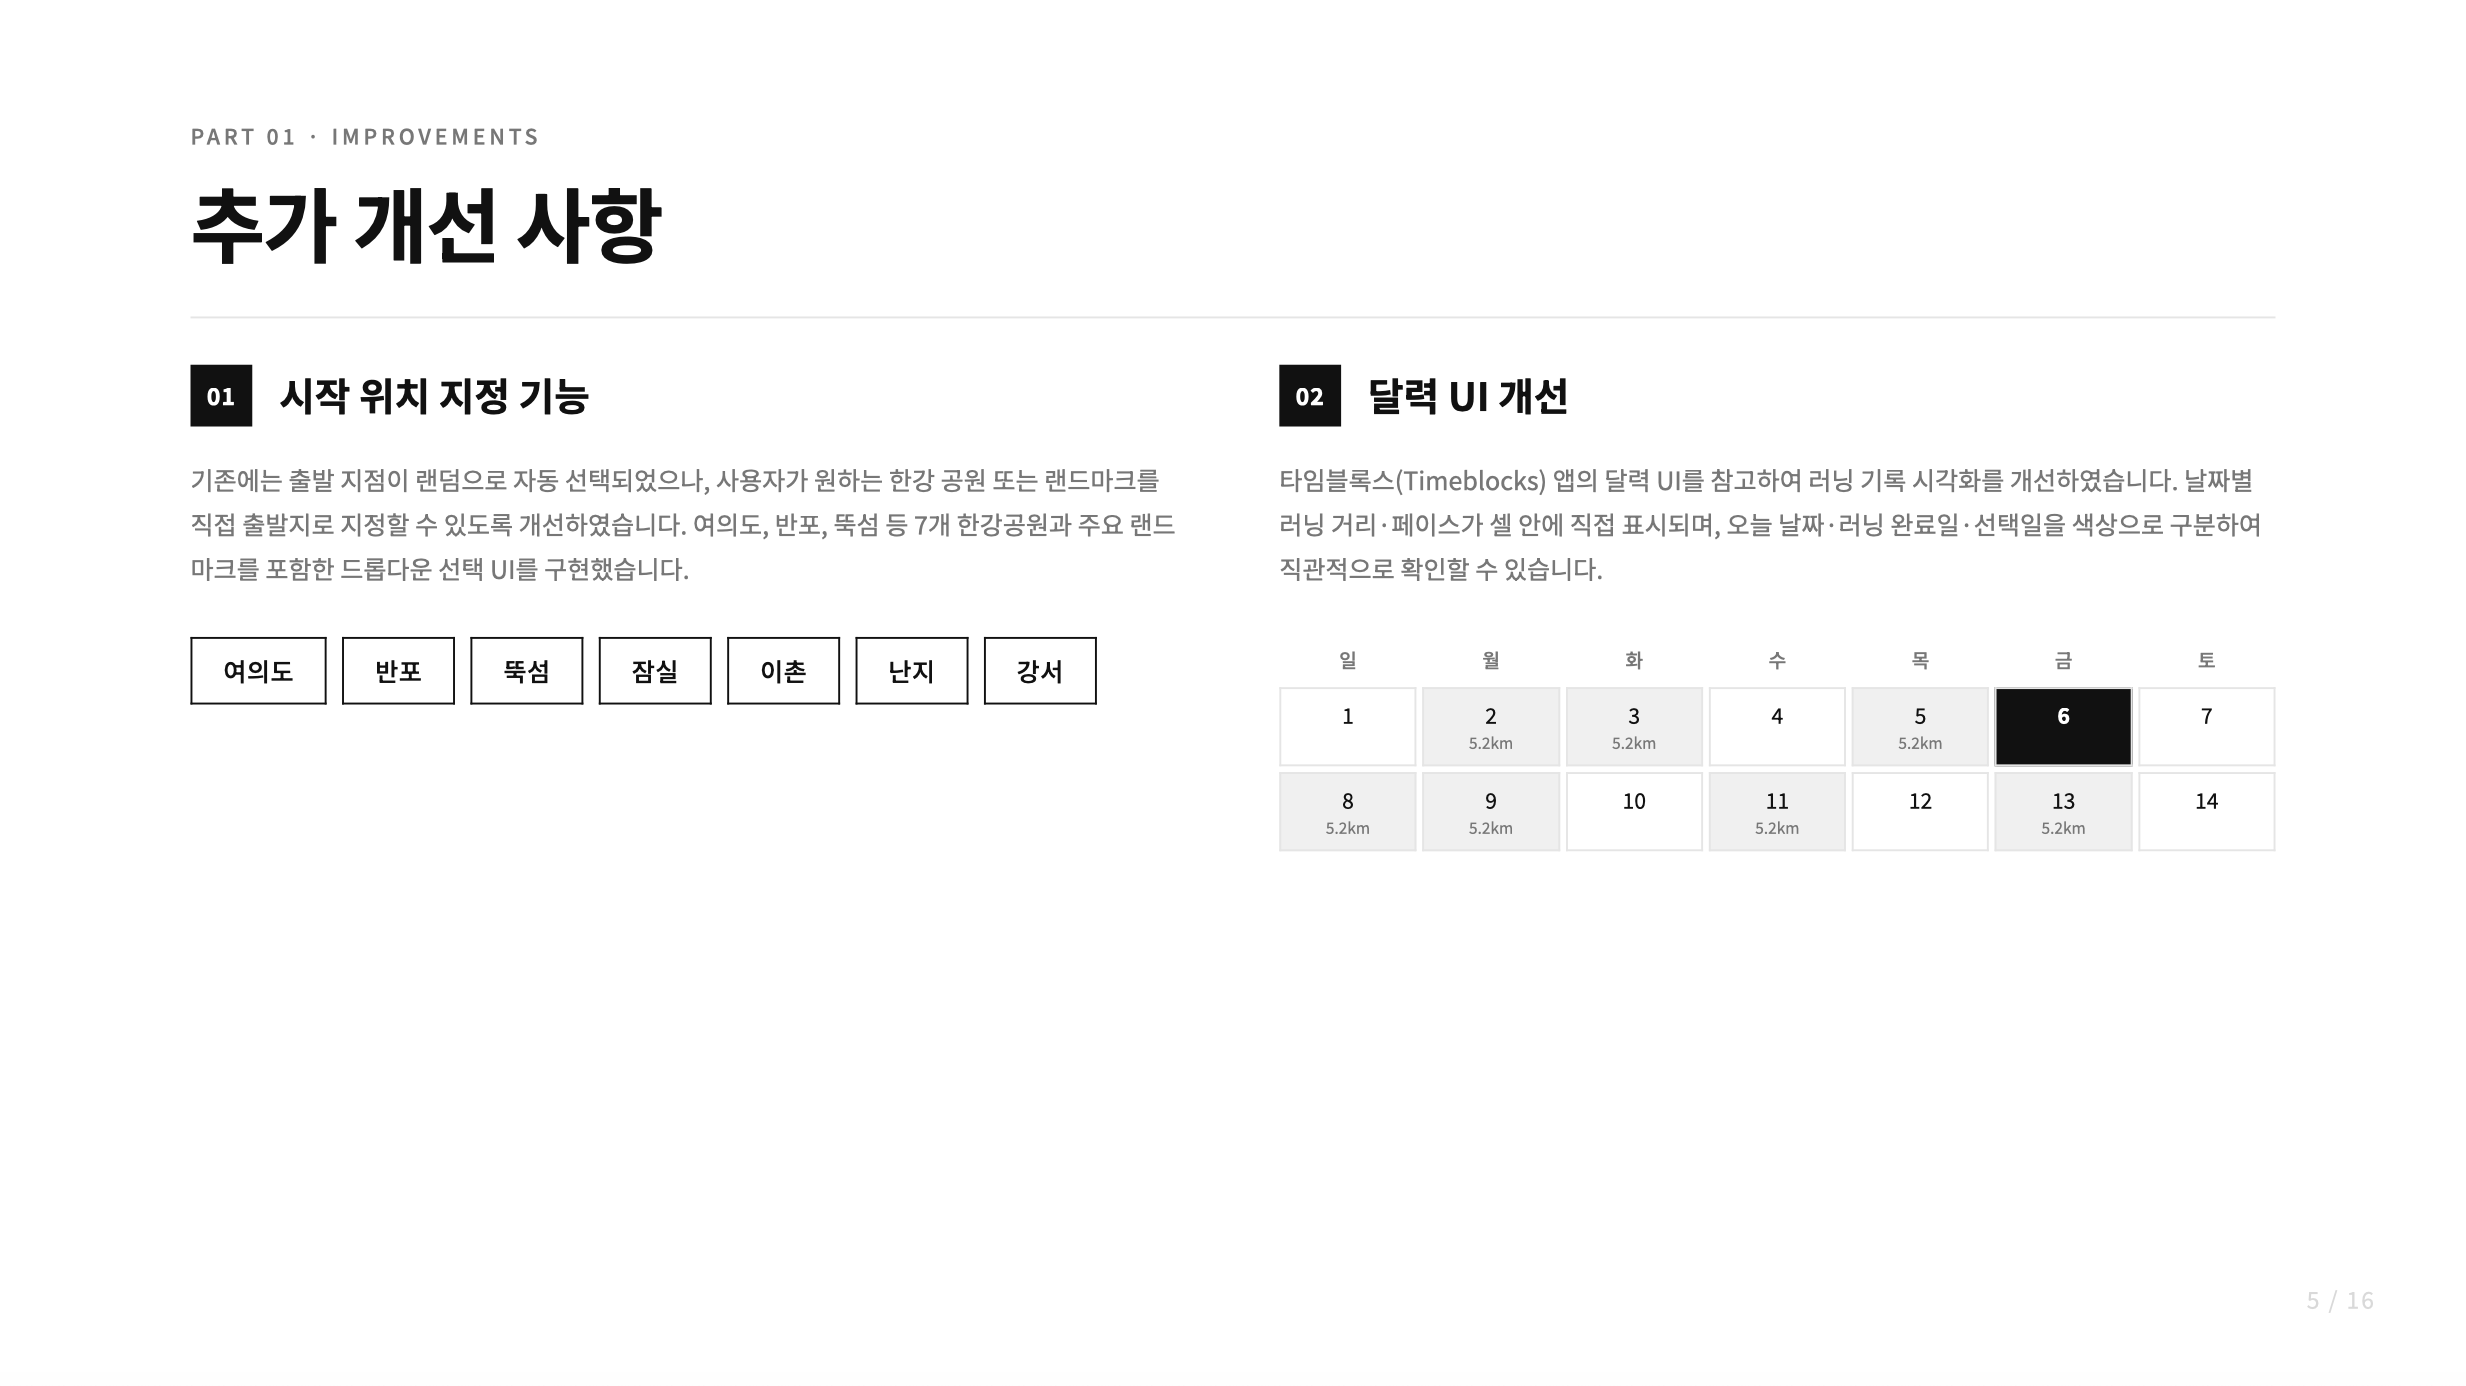 PART 01 · IMPROVEMENTS
추가 개선 사항
01 시작 위치 지정 기능
기존에는 출발 지점이 랜덤으로 자동 선택되었으나, 사용자가 원하는 한강 공원 또는 랜드마크를
직접 출발지로 지정할 수 있도록 개선하였습니다. 여의도, 반포, 뚝섬 등 7개 한강공원과 주요 랜드
마크를 포함한 드롭다운 선택 UI를 구현했습니다.
여의도 반포 뚝섬 잠실 이촌 난지 강서
02 달력 UI 개선
타임블록스(Timeblocks) 앱의 달력 UI를 참고하여 러닝 기록 시각화를 개선하였습니다. 날짜별
러닝 거리·페이스가 셀 안에 직접 표시되며, 오늘 날짜·러닝 완료일·선택일을 색상으로 구분하여
직관적으로 확인할 수 있습니다.
일 월 화 수 목 금 토
1 2 3 4 5 6 7
5.2km 5.2km 5.2km
8 9 10 11 12 13 14
5.2km 5.2km 5.2km 5.2km
5 / 16